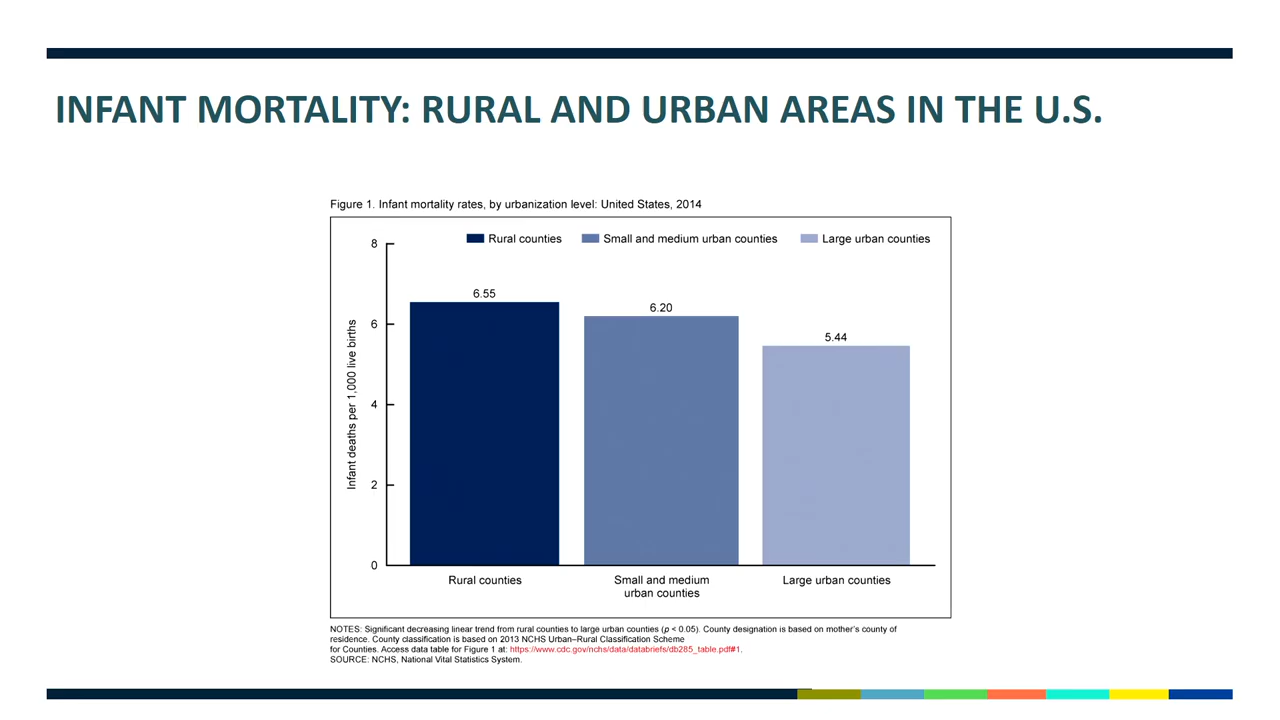 INFANT MORTALITY: RURAL AND URBAN AREAS IN THE U.S.
Figure 1. Infant mortality rates, by urbanization level: United States, 2014
Rural counties
Small and medium urban counties
Large urban counties
Infant deaths per 1,000 live births
8
6
4
2
0
6.55
6.20
5.44
Rural counties
Small and medium
urban counties
Large urban counties
NOTES: Significant decreasing linear trend from rural counties to large urban counties (p < 0.05). County designation is based on mother's county of
residence. County classification is based on 2013 NCHS Urban–Rural Classification Scheme
for Counties. Access data table for Figure 1 at: https://www.cdc.gov/nchs/data/databriefs/db285_table.pdf#1.
SOURCE: NCHS, National Vital Statistics System.